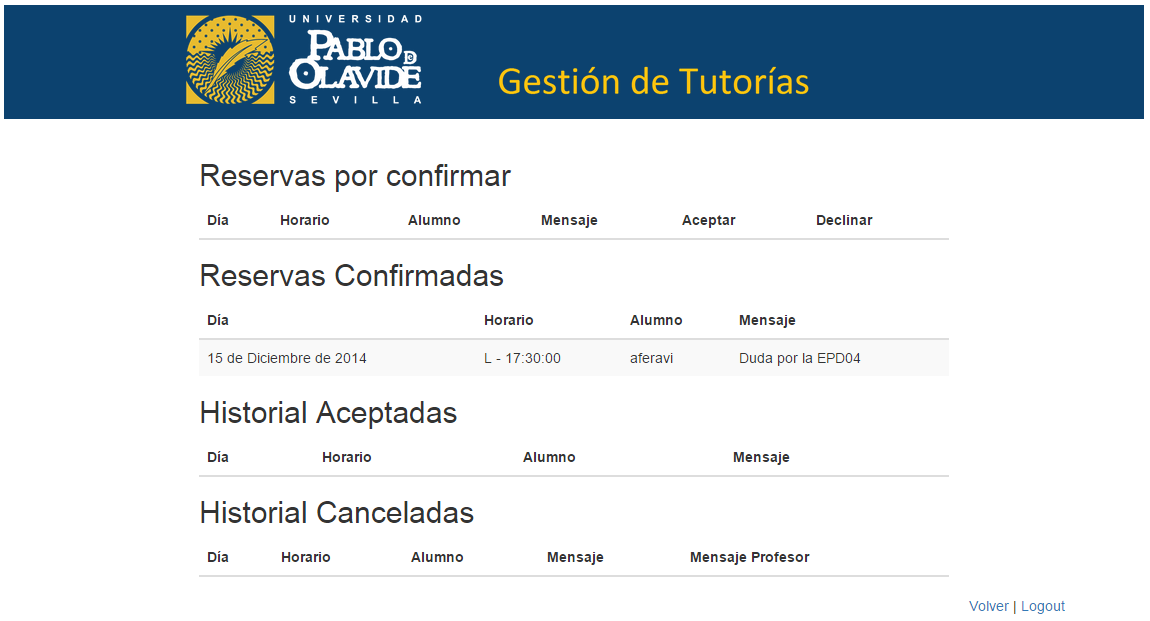 UNIVERSIDAD
PABLO DE
OLAVIDE
SEVILLA
Gestión de Tutorías
Reservas por confirmar
Día Horario Alumno Mensaje Aceptar Declinar
Reservas Confirmadas
Día Horario Alumno Mensaje
15 de Diciembre de 2014 L - 17:30:00 aferavi Duda por la EPD04
Historial Aceptadas
Día Horario Alumno Mensaje
Historial Canceladas
Día Horario Alumno Mensaje Mensaje Profesor
Volver | Logout